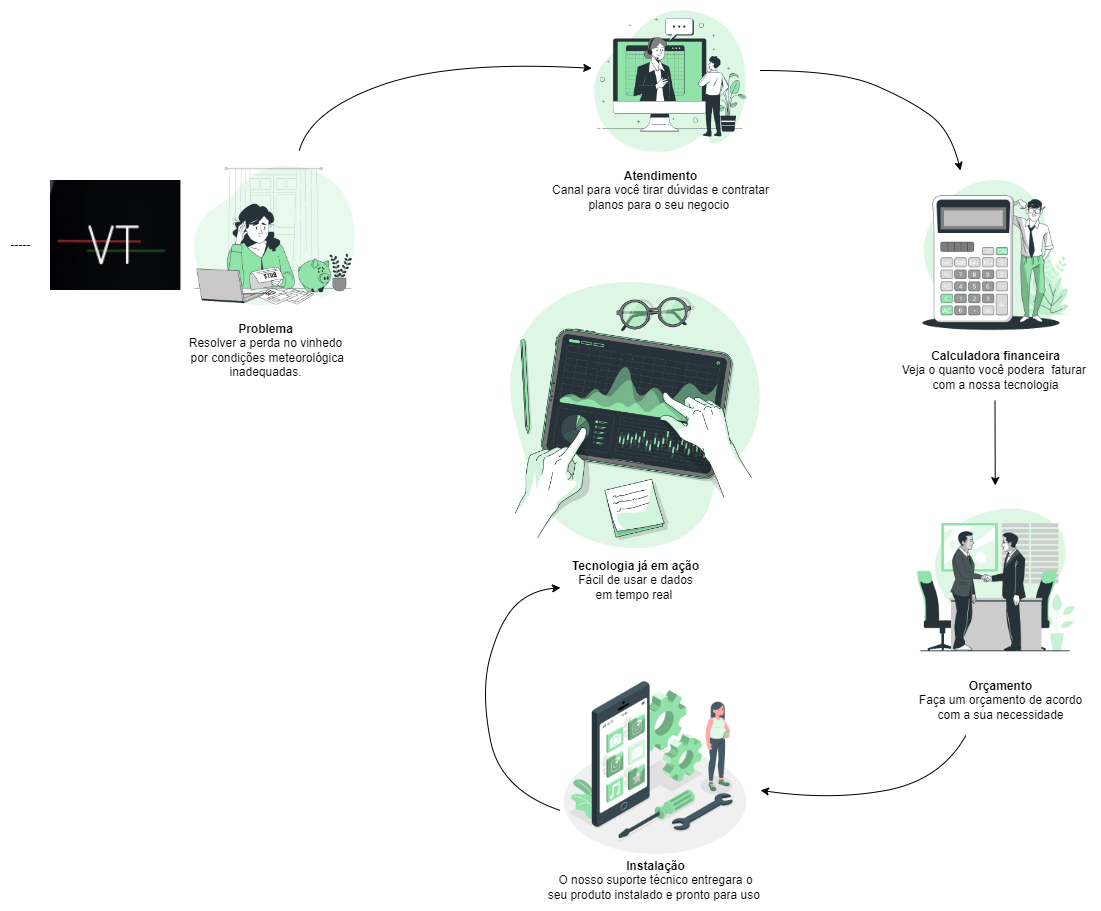 -----
VT
Problema
Resolver a perda no vinhedo
por condições meteorológica
inadequadas.
Atendimento
Canal para você tirar dúvidas e contratar
planos para o seu negocio
Calculadora financeira
Veja o quanto você podera  faturar
com a nossa tecnologia
Orçamento
Faça um orçamento de acordo
com a sua necessidade
Instalação
O nosso suporte técnico entregara o
seu produto instalado e pronto para uso
Tecnologia já em ação
Fácil de usar e dados
em tempo real